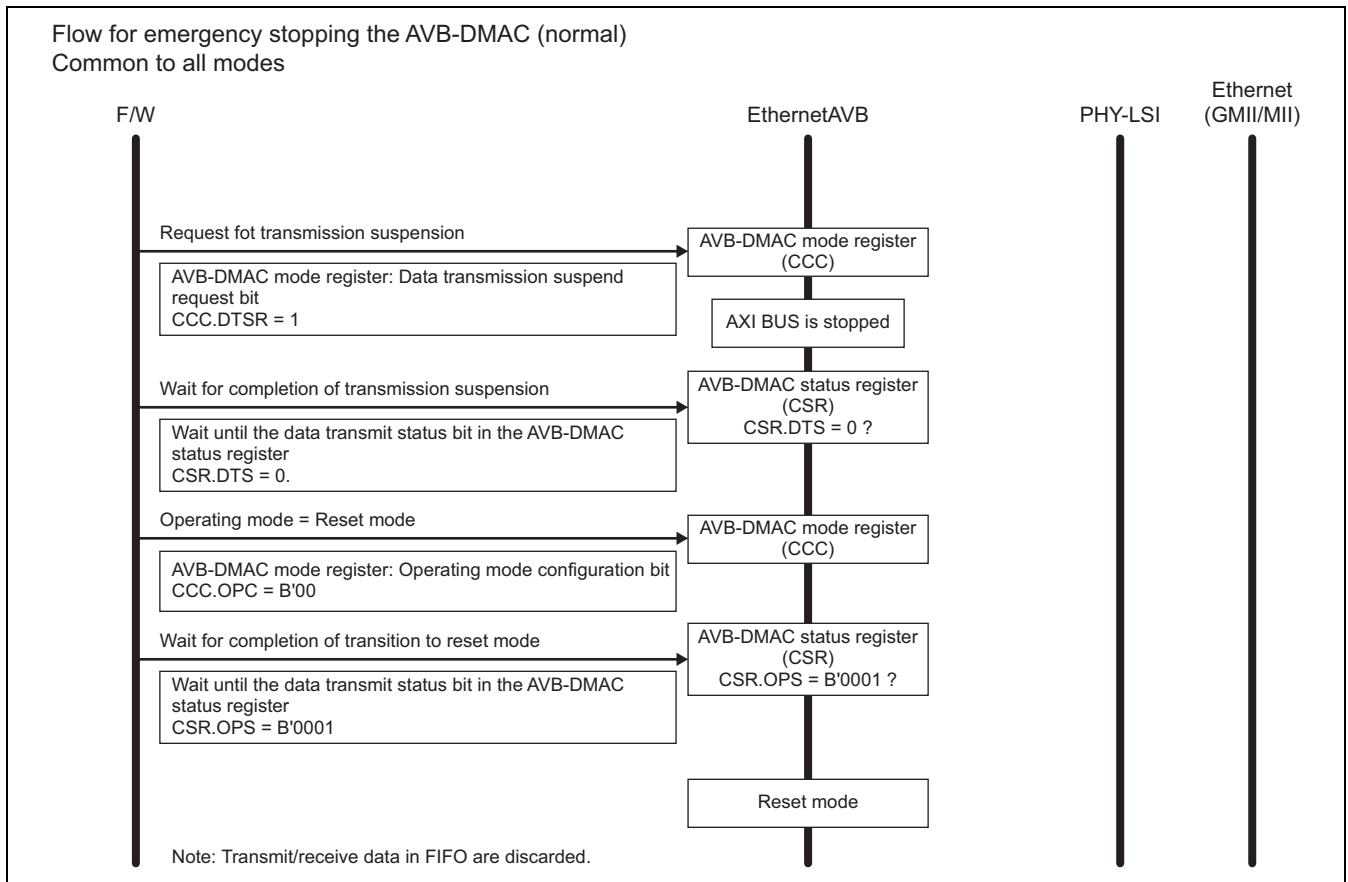 Flow for emergency stopping the AVB-DMAC (normal)
Common to all modes
F/W
EthernetAVB
PHY-LSI
Ethernet
(GMII/MII)
Request fot transmission suspension
AVB-DMAC mode register
(CCC)
AVB-DMAC mode register: Data transmission suspend
request bit
CCC.DTSR = 1
AXI BUS is stopped
Wait for completion of transmission suspension
AVB-DMAC status register
(CSR)
CSR.DTS = 0 ?
Wait until the data transmit status bit in the AVB-DMAC
status register
CSR.DTS = 0.
Operating mode = Reset mode
AVB-DMAC mode register
(CCC)
AVB-DMAC mode register: Operating mode configuration bit
CCC.OPC = B'00
Wait for completion of transition to reset mode
AVB-DMAC status register
(CSR)
CSR.OPS = B'0001 ?
Wait until the data transmit status bit in the AVB-DMAC
status register
CSR.OPS = B'0001
Reset mode
Note: Transmit/receive data in FIFO are discarded.